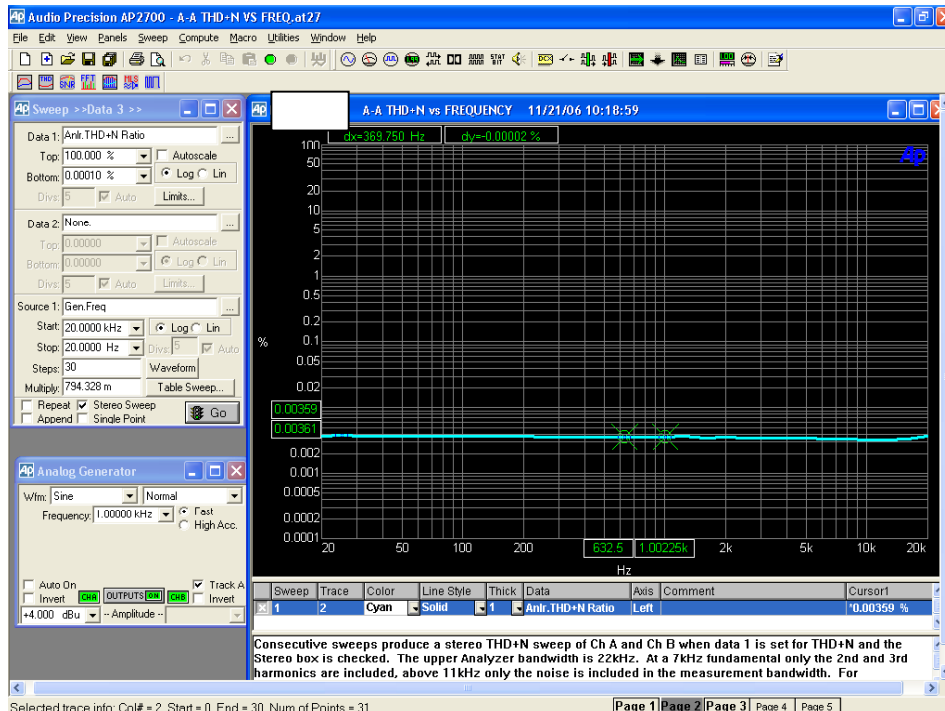 Audio Precision AP2700 - A-A THD+N VS FREQ.at27
File Edit View Panels Sweep Compute Macro Utilities Window Help
Sweep >>Data 3 >>
Data 1: Anlr.THD+N Ratio ...
Top: 100.000 % Autoscale
Bottom: 0.00010 % Log Lin
Divs: 5 Auto Limits...
Data 2: None. ...
Top: 0.00000 Autoscale
Bottom: 0.00000 Log Lin
Divs: 5 Auto Limits...
Source 1: Gen.Freq ...
Start: 20.0000 kHz Log Lin
Stop: 20.0000 Hz Divs: 5 Auto
Steps: 30 Waveform
Multiply: 794.328 m Table Sweep...
Repeat Stereo Sweep
Append Single Point Go
Analog Generator
Wfm: Sine Normal
Frequency: 1.00000 kHz Fast
High Acc.
Auto On Track A
Invert CHA OUTPUTS ON CHB Invert
+4.000 dBu -- Amplitude --
A-A THD+N vs FREQUENCY 11/21/06 10:18:59
dx=369.750 Hz dy=-0.00002 %
Ap
100
50
20
10
5
2
1
0.5
0.2
0.1
0.05
0.02
0.00359
0.00361
0.002
0.001
0.0005
0.0002
0.0001
%
20 50 100 200 632.5 1.00225k 2k 5k 10k 20k
Hz
Sweep Trace Color Line Style Thick Data Axis Comment Cursor1
1 2 Cyan Solid 1 Anlr.THD+N Ratio Left *0.00359 %
Consecutive sweeps produce a stereo THD+N sweep of Ch A and Ch B when data 1 is set for THD+N and the
Stereo box is checked. The upper Analyzer bandwidth is 22kHz. At a 7kHz fundamental only the 2nd and 3rd
harmonics are included, above 11kHz only the noise is included in the measurement bandwidth. For
Selected trace info: Col# = 2, Start = 0, End = 30, Num of Points = 31
Page 1 Page 2 Page 3 Page 4 Page 5